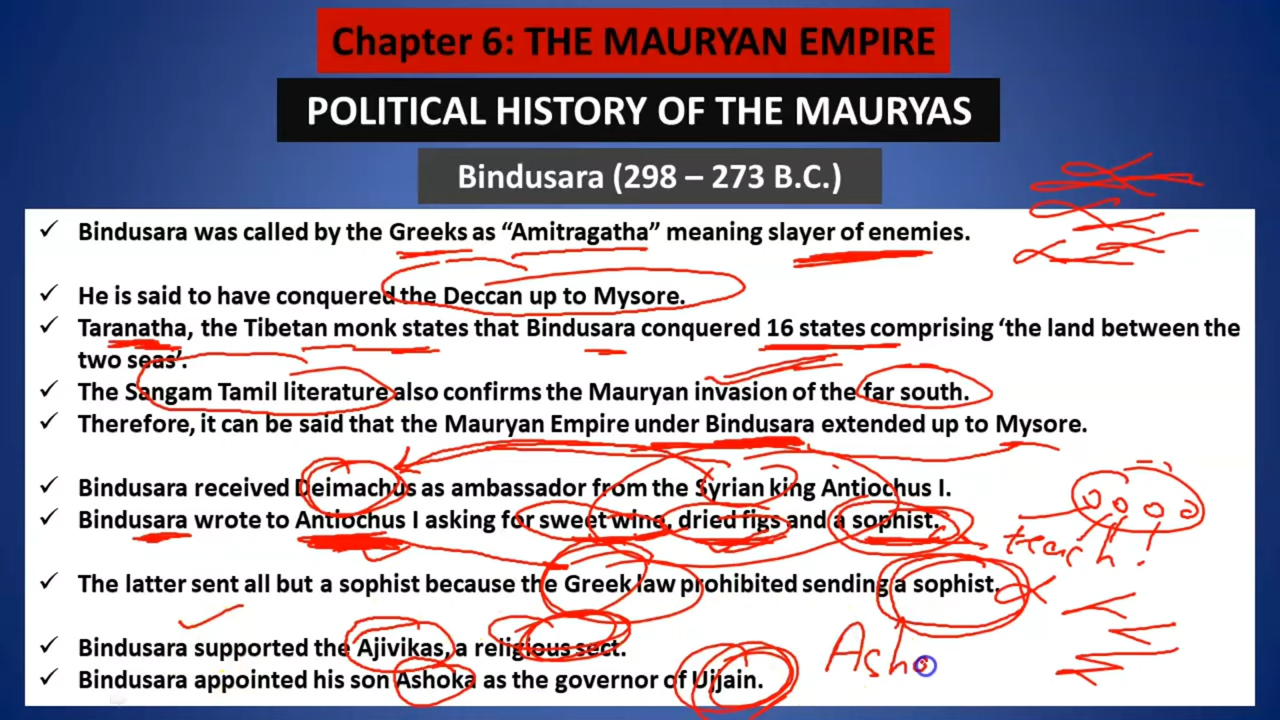 Chapter 6: THE MAURYAN EMPIRE
POLITICAL HISTORY OF THE MAURYAS
Bindusara (298 – 273 B.C.)
✓ Bindusara was called by the Greeks as “Amitragatha” meaning slayer of enemies.
✓ He is said to have conquered the Deccan up to Mysore.
✓ Taranatha, the Tibetan monk states that Bindusara conquered 16 states comprising ‘the land between the
two seas’.
✓ The Sangam Tamil literature also confirms the Mauryan invasion of the far south.
✓ Therefore, it can be said that the Mauryan Empire under Bindusara extended up to Mysore.
✓ Bindusara received Deimachus as ambassador from the Syrian king Antiochus I.
✓ Bindusara wrote to Antiochus I asking for sweet wine, dried figs and a sophist.
teach
✓ The latter sent all but a sophist because the Greek law prohibited sending a sophist.
✓ Bindusara supported the Ajivikas, a religious sect.
Asho
✓ Bindusara appointed his son Ashoka as the governor of Ujjain.